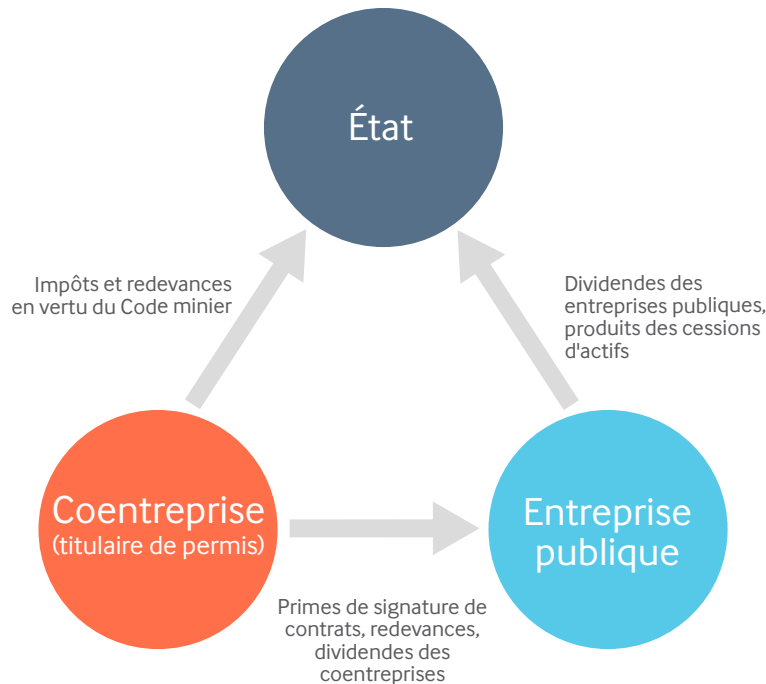 État
Impôts et redevances
en vertu du Code minier
Dividendes des
entreprises publiques,
produits des cessions
d'actifs
Coentreprise
(titulaire de permis)
Entreprise
publique
Primes de signature de
contrats, redevances,
dividendes des
coentreprises